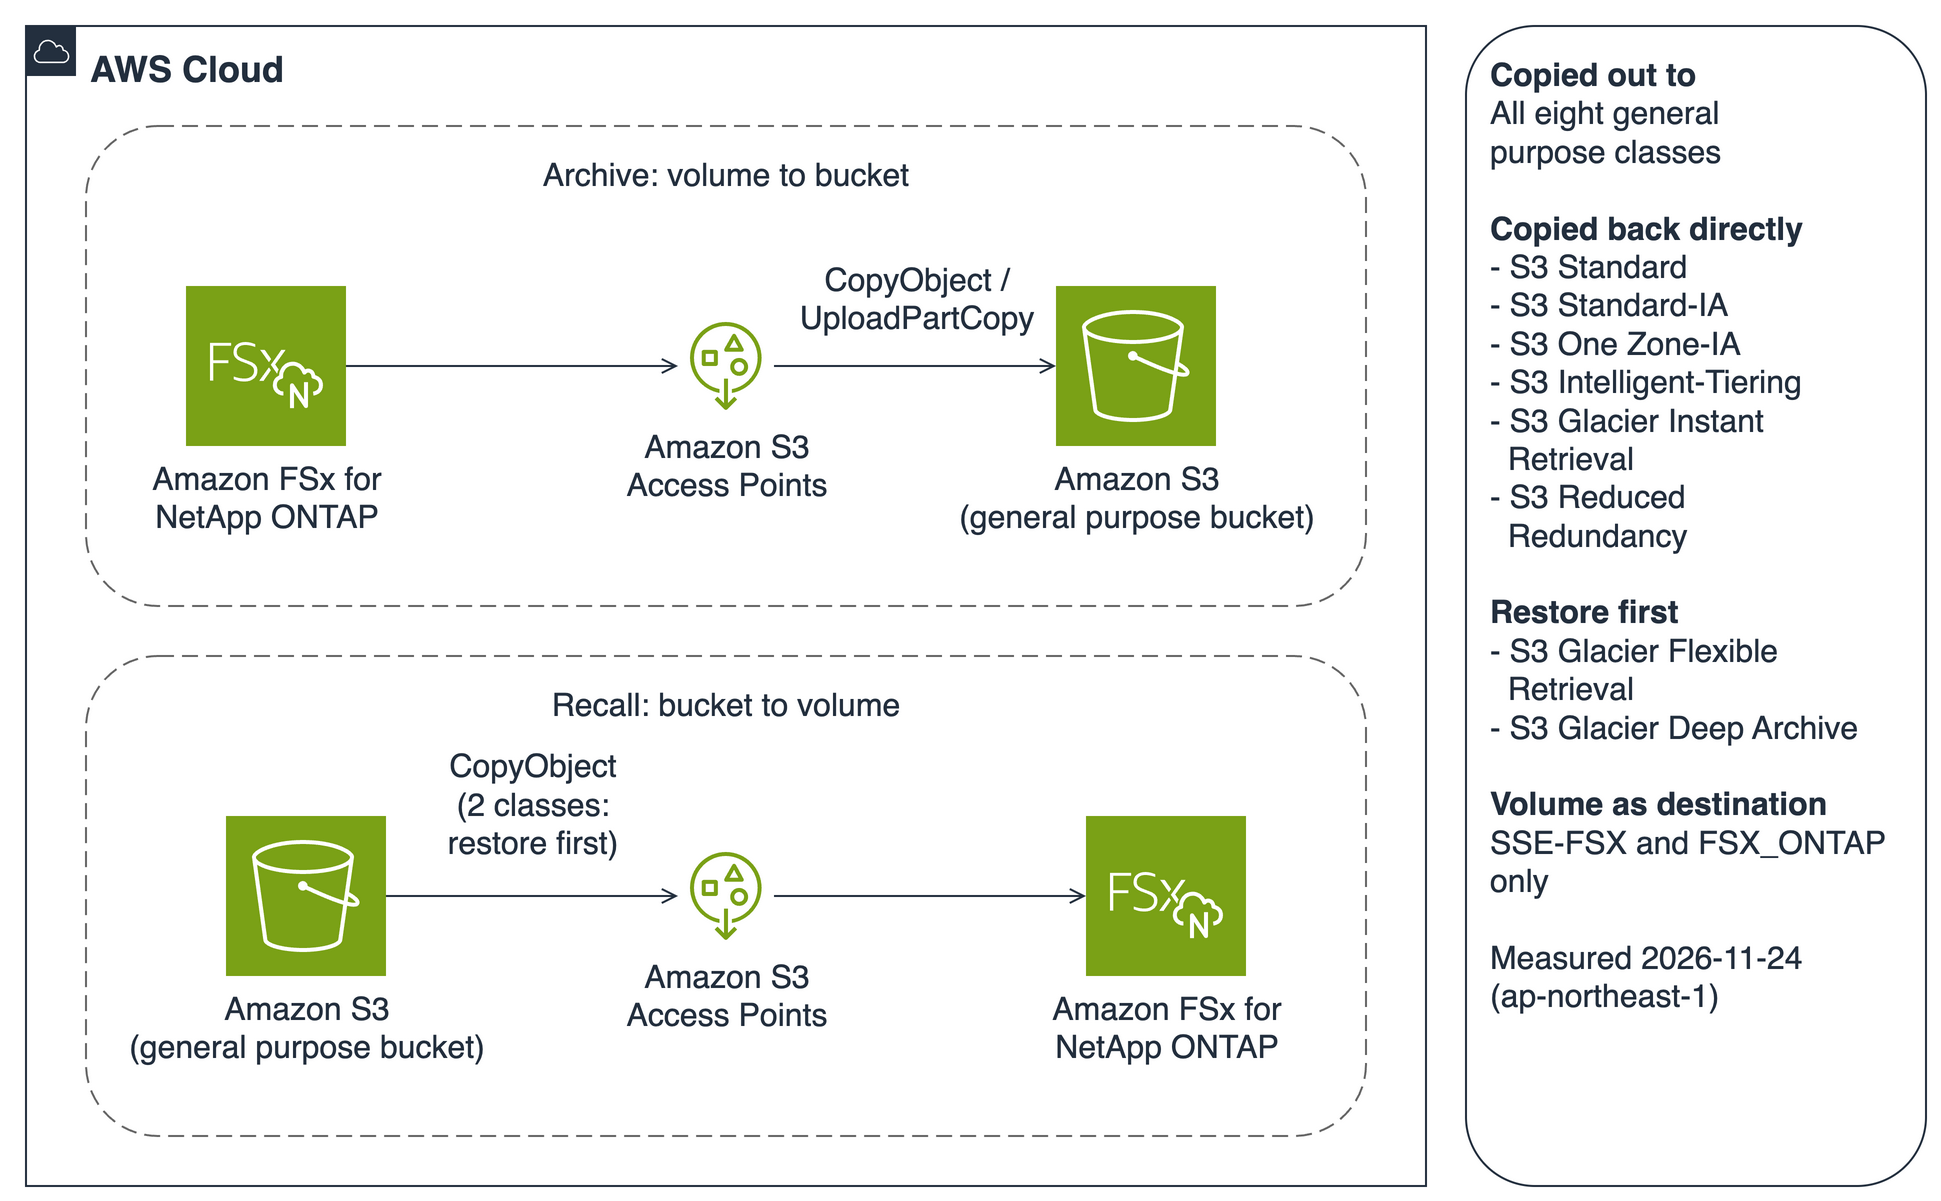 AWS Cloud
Archive: volume to bucket
CopyObject /
UploadPartCopy
FSx
N
Amazon FSx for
NetApp ONTAP
Amazon S3
Access Points
Amazon S3
(general purpose bucket)
Recall: bucket to volume
CopyObject
(2 classes:
restore first)
FSx
N
Amazon S3
(general purpose bucket)
Amazon S3
Access Points
Amazon FSx for
NetApp ONTAP
Copied out to
All eight general
purpose classes
Copied back directly
- S3 Standard
- S3 Standard-IA
- S3 One Zone-IA
- S3 Intelligent-Tiering
- S3 Glacier Instant
Retrieval
- S3 Reduced
Redundancy
Restore first
- S3 Glacier Flexible
Retrieval
- S3 Glacier Deep Archive
Volume as destination
SSE-FSX and FSX_ONTAP
only
Measured 2026-11-24
(ap-northeast-1)